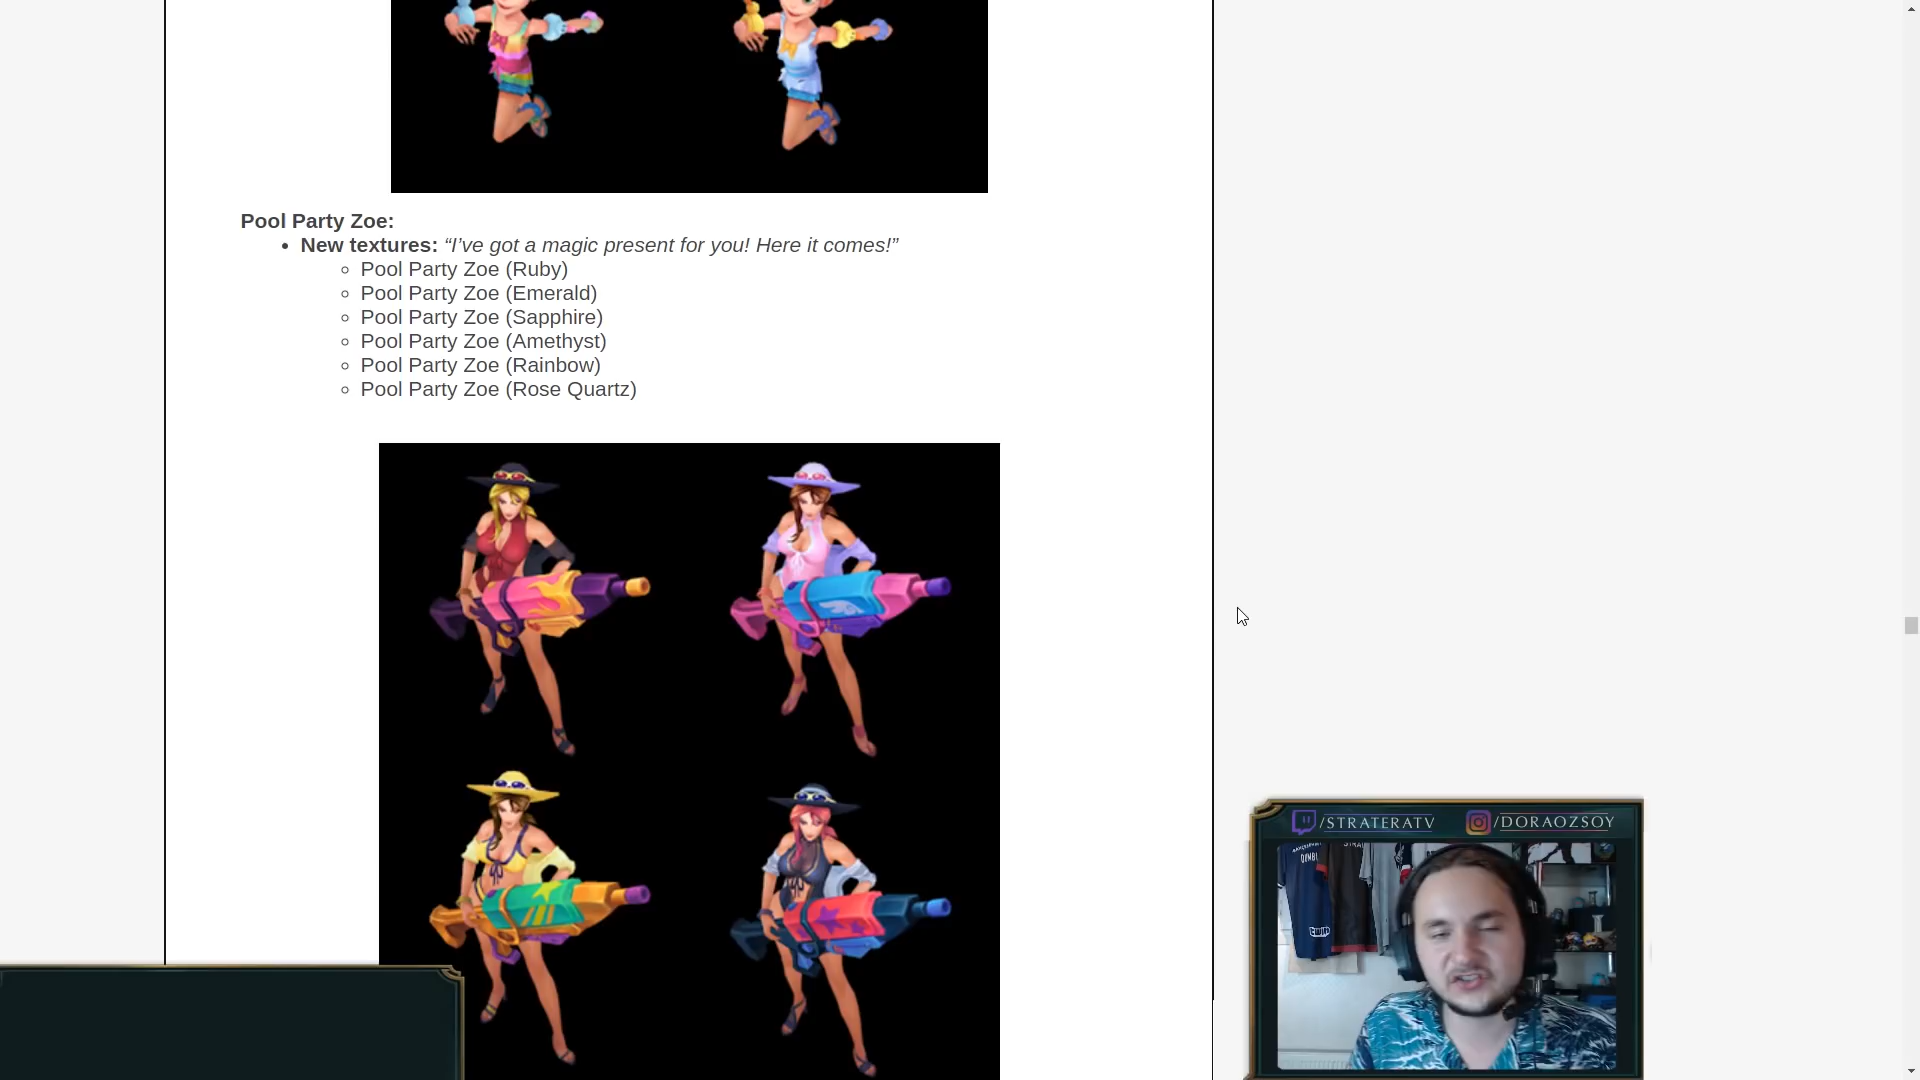 Pool Party Zoe:
• New textures: “I’ve got a magic present for you! Here it comes!”
○ Pool Party Zoe (Ruby)
○ Pool Party Zoe (Emerald)
○ Pool Party Zoe (Sapphire)
○ Pool Party Zoe (Amethyst)
○ Pool Party Zoe (Rainbow)
○ Pool Party Zoe (Rose Quartz)
/STRATERATV /DORAOZSOY